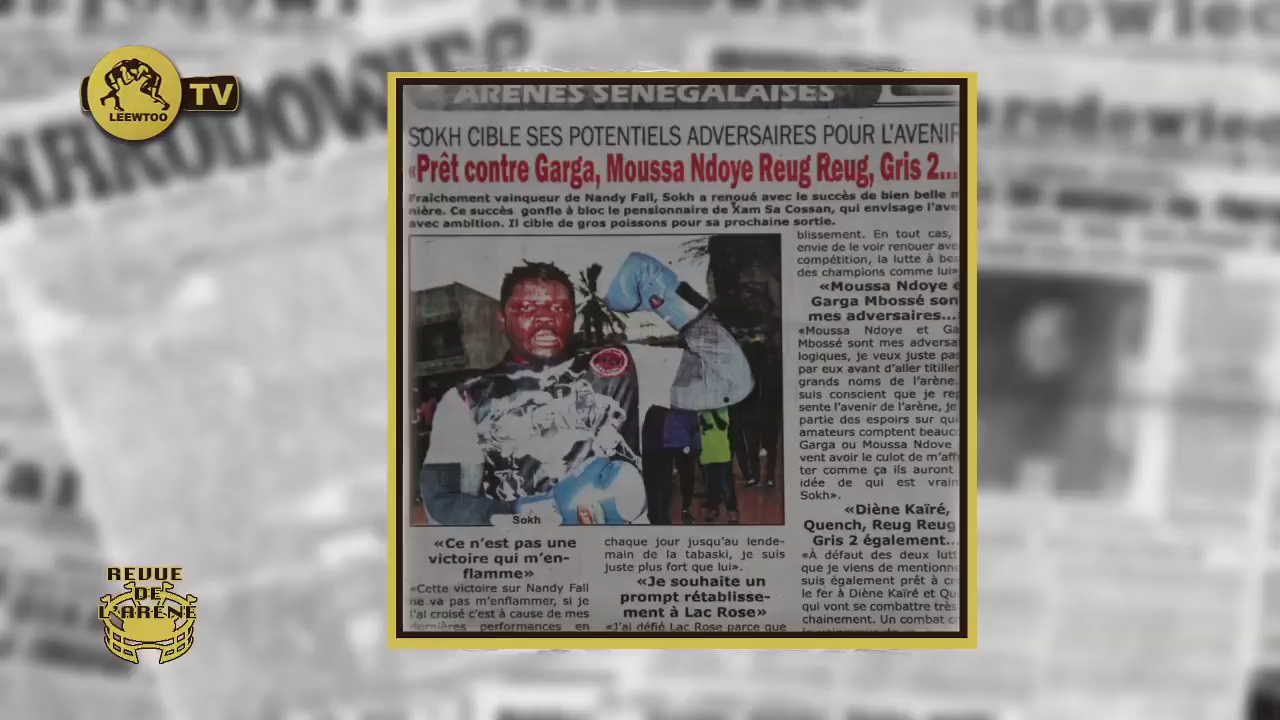 LEEWTOO
TV
REVUE
DE
L'ARÈNE
ARÈNES SÉNÉGALAISES
SOKH CIBLE SES POTENTIELS ADVERSAIRES POUR L'AVENIR
«Prêt contre Garga, Moussa Ndoye Reug Reug, Gris 2...
Fraîchement vainqueur de Nandy Fall, Sokh a renoué avec le succès de bien belle m
nière. Ce succès gonfle à bloc le pensionnaire de Xam Sa Cossan, qui envisage l'ave
avec ambition. Il cible de gros poissons pour sa prochaine sortie.
Sokh
«Ce n'est pas une
victoire qui m'en-
flamme»
«Cette victoire sur Nandy Fall
ne va pas m'enflammer, si je
l'ai croisé c'est à cause de mes
dernières performances en
chaque jour jusqu'au lende-
main de la tabaski, je suis
juste plus fort que lui».
«Je souhaite un
prompt rétablisse-
ment à Lac Rose»
«J'ai défié Lac Rose parce que
blissement. En tout cas,
envie de le voir renouer ave
compétition, la lutte à bes
des champions comme lui»
«Moussa Ndoye e
Garga Mbossé son
mes adversaires...
«Moussa Ndoye et Ga
Mbossé sont mes adversa
logiques, je veux juste pas
par eux avant d'aller titiller
grands noms de l'arène.
suis conscient que je rep
sente l'avenir de l'arène, je
partie des espoirs sur qui
amateurs comptent beauco
Garga ou Moussa Ndoye
vent avoir le culot de m'aff
ter comme ça ils auront
idée de qui est vrain
Sokh».
«Diène Kaïré,
Quench, Reug Reug
Gris 2 également...
«À défaut des deux lutt
que je viens de mentionne
suis également prêt à cr
le fer à Diène Kaïré et Qu
qui vont se combattre très
chainement. Un combat c